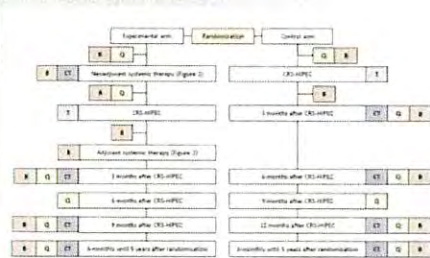 Experimental arm Randomization Control arm
B Q Q B
B CT Neoadjuvant systemic therapy (Figure 2) CRS-HIPEC T
B Q B
T CRS-HIPEC 3 months after CRS-HIPEC CT Q B
B
B Adjuvant systemic therapy (Figure 2)
B Q CT 3 months after CRS-HIPEC 6 months after CRS-HIPEC CT Q B
Q 6 months after CRS-HIPEC 9 months after CRS-HIPEC Q
B Q CT 9 months after CRS-HIPEC 12 months after CRS-HIPEC CT Q B
B Q CT 6-monthly until 5 years after randomisation 6-monthly until 5 years after randomisation CT Q B